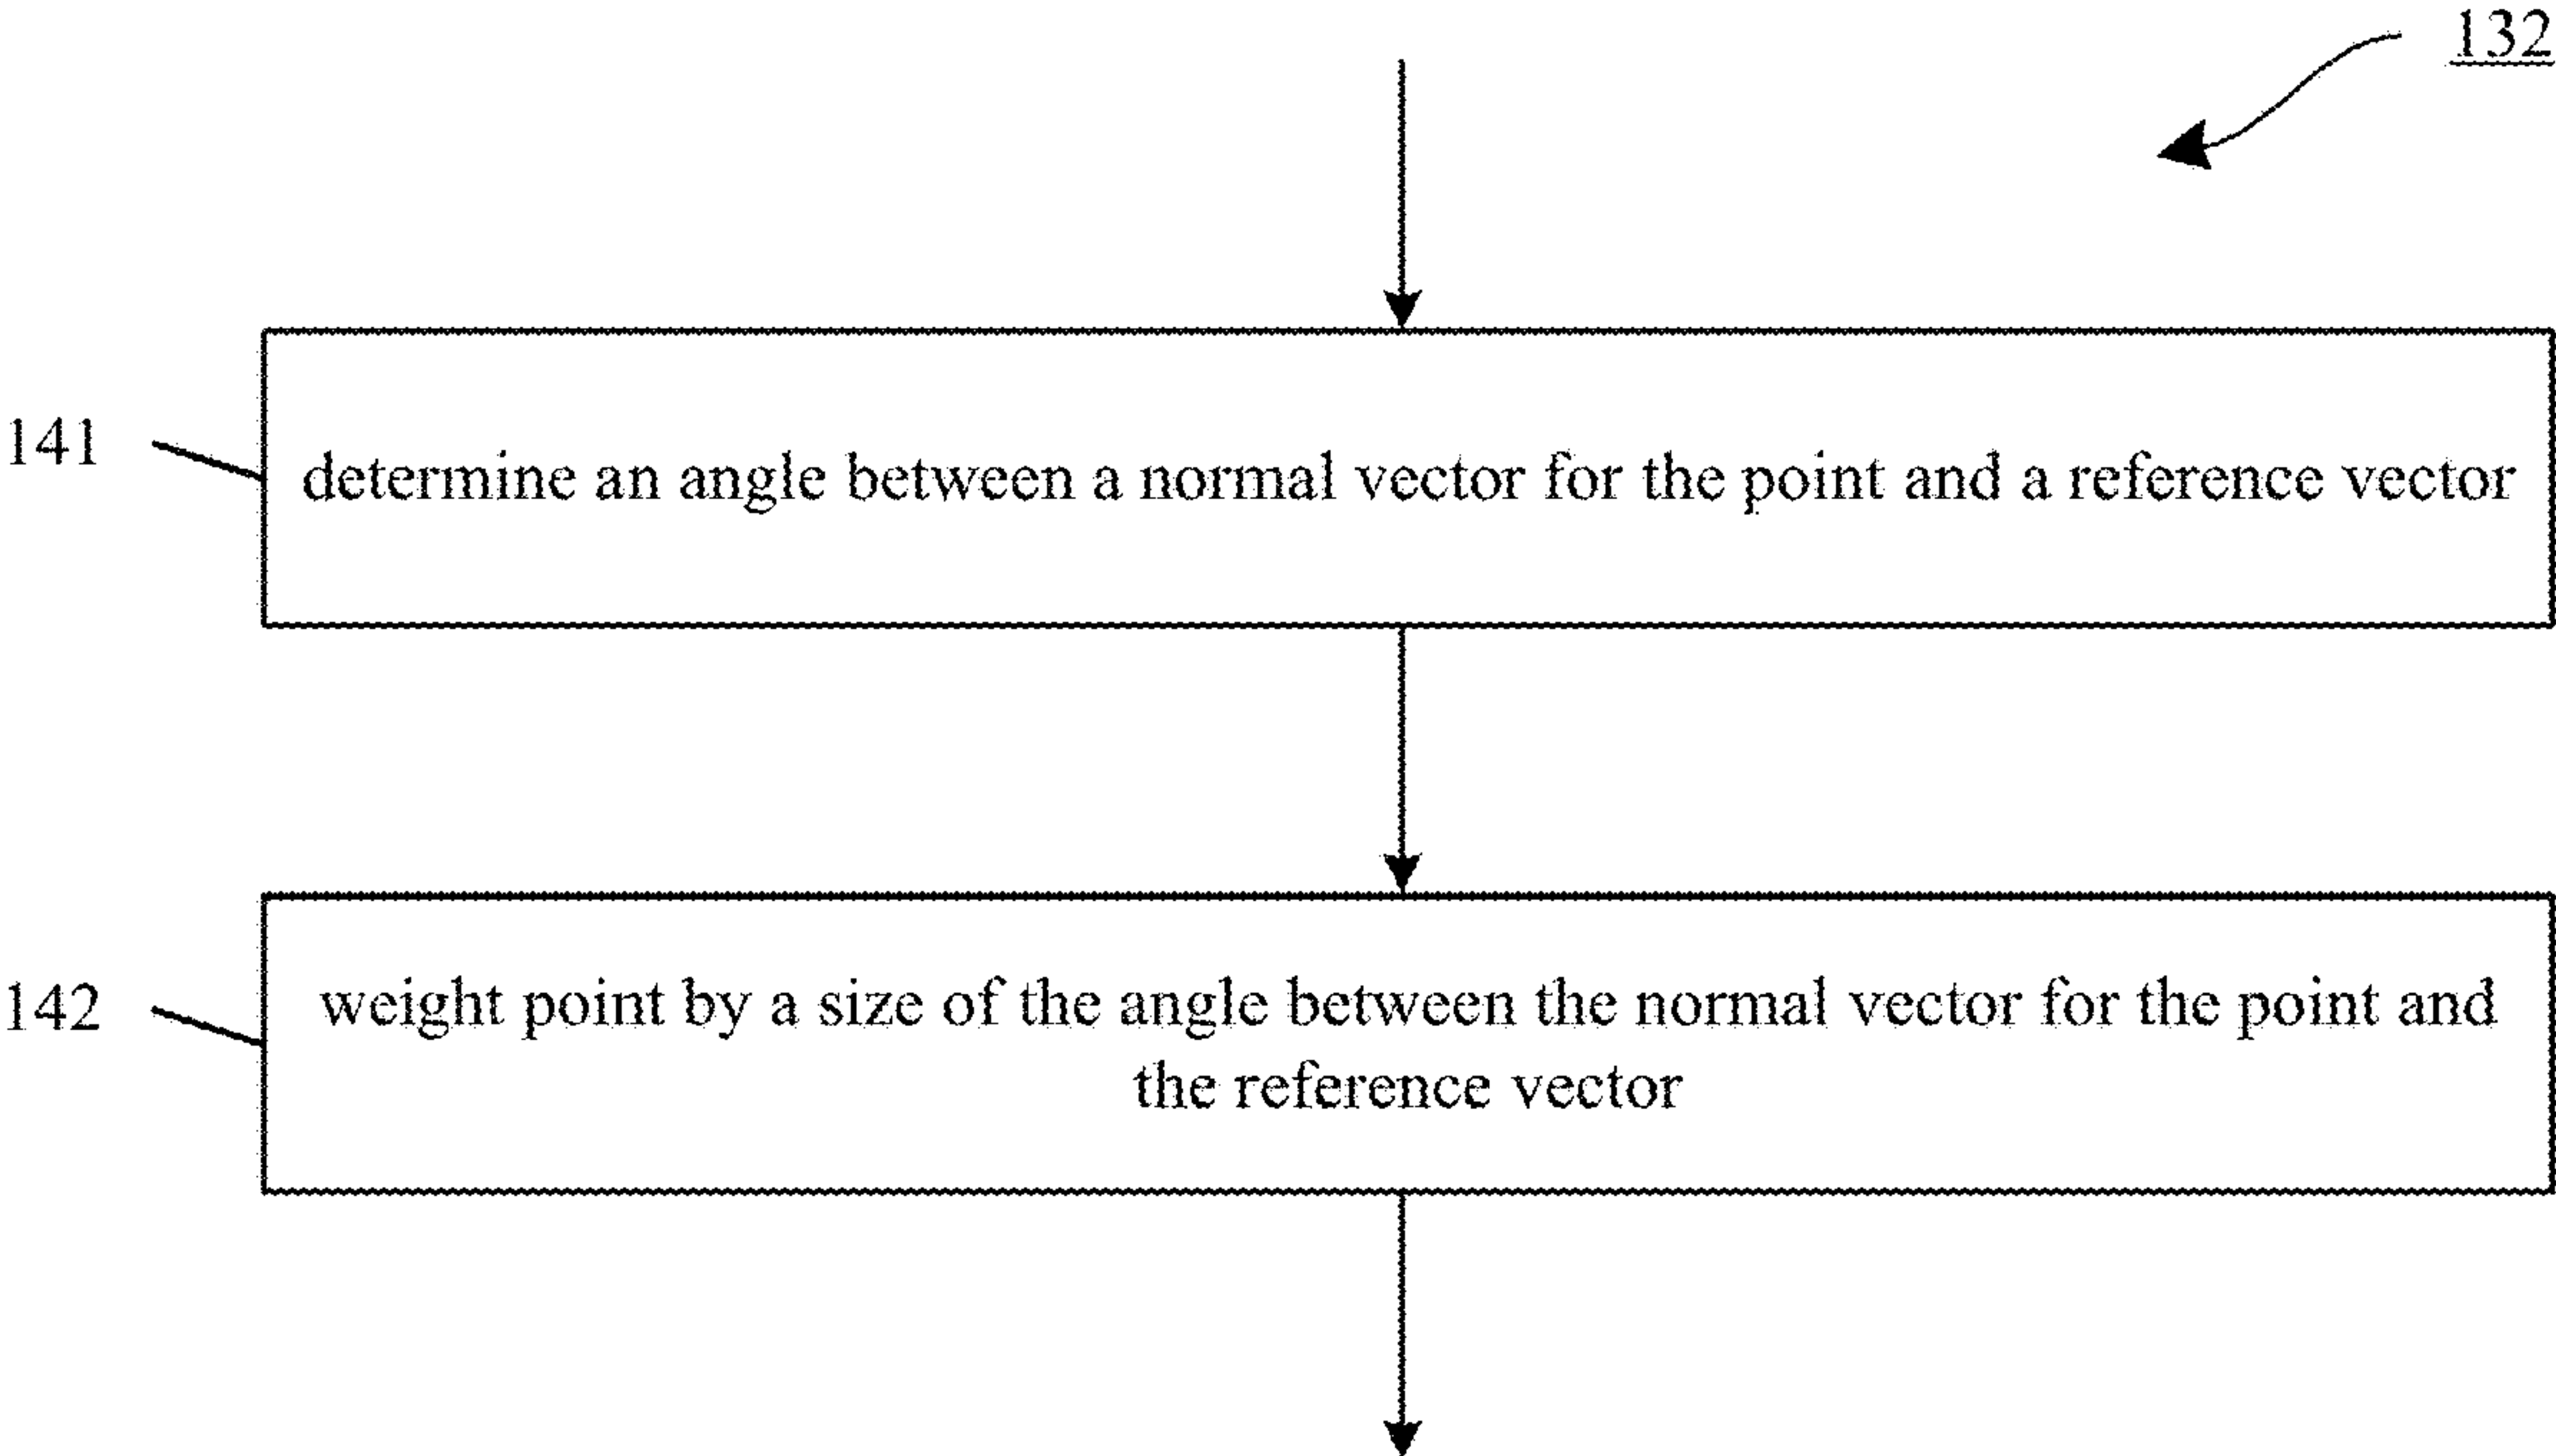 132
141
determine an angle between a normal vector for the point and a reference vector
142
weight point by a size of the angle between the normal vector for the point and
the reference vector